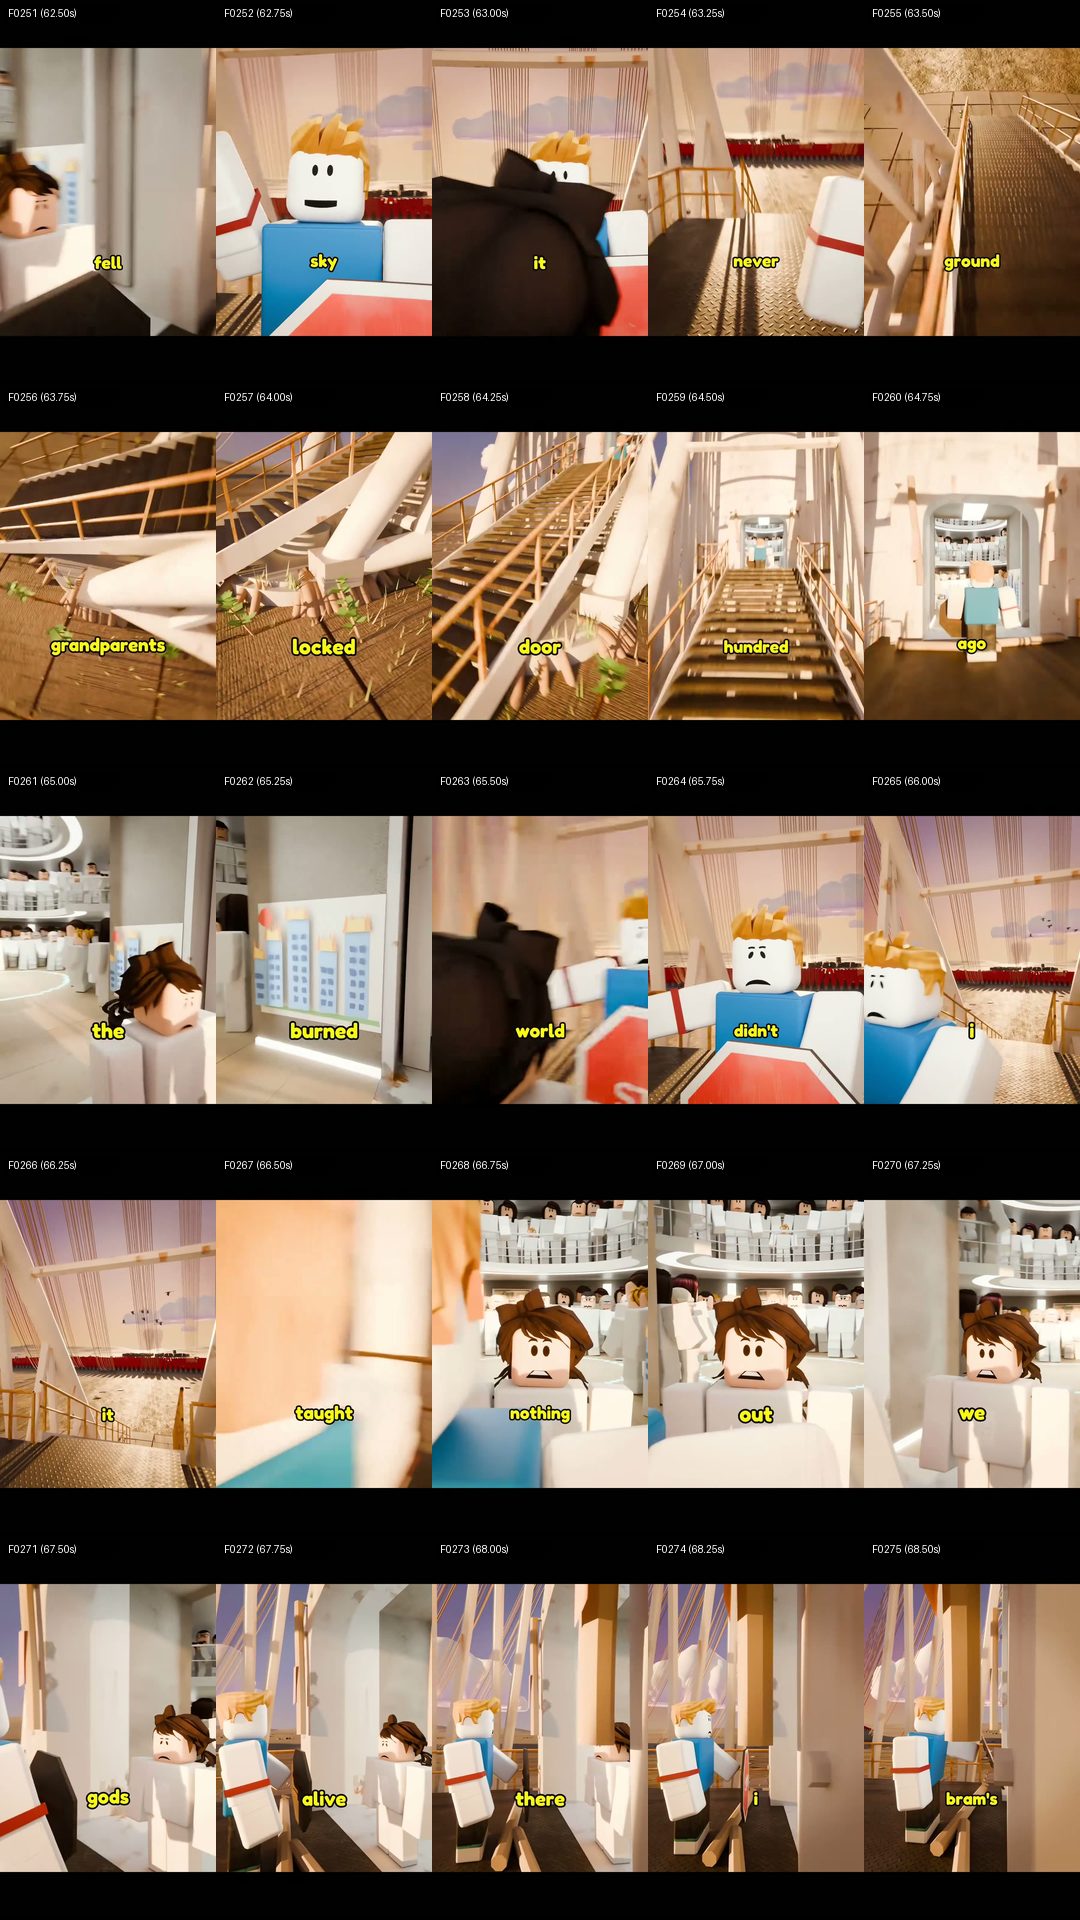 F0251 (62.50s)
F0252 (62.75s)
F0253 (63.00s)
F0254 (63.25s)
F0255 (63.50s)
fell
sky
it
never
ground
F0256 (63.75s)
F0257 (64.00s)
F0258 (64.25s)
F0259 (64.50s)
F0260 (64.75s)
grandparents
locked
door
hundred
ago
F0261 (65.00s)
F0262 (65.25s)
F0263 (65.50s)
F0264 (65.75s)
F0265 (66.00s)
the
burned
world
didn't
i
S
F0266 (66.25s)
F0267 (66.50s)
F0268 (66.75s)
F0269 (67.00s)
F0270 (67.25s)
it
taught
nothing
out
we
F0271 (67.50s)
F0272 (67.75s)
F0273 (68.00s)
F0274 (68.25s)
F0275 (68.50s)
gods
alive
there
i
bram's